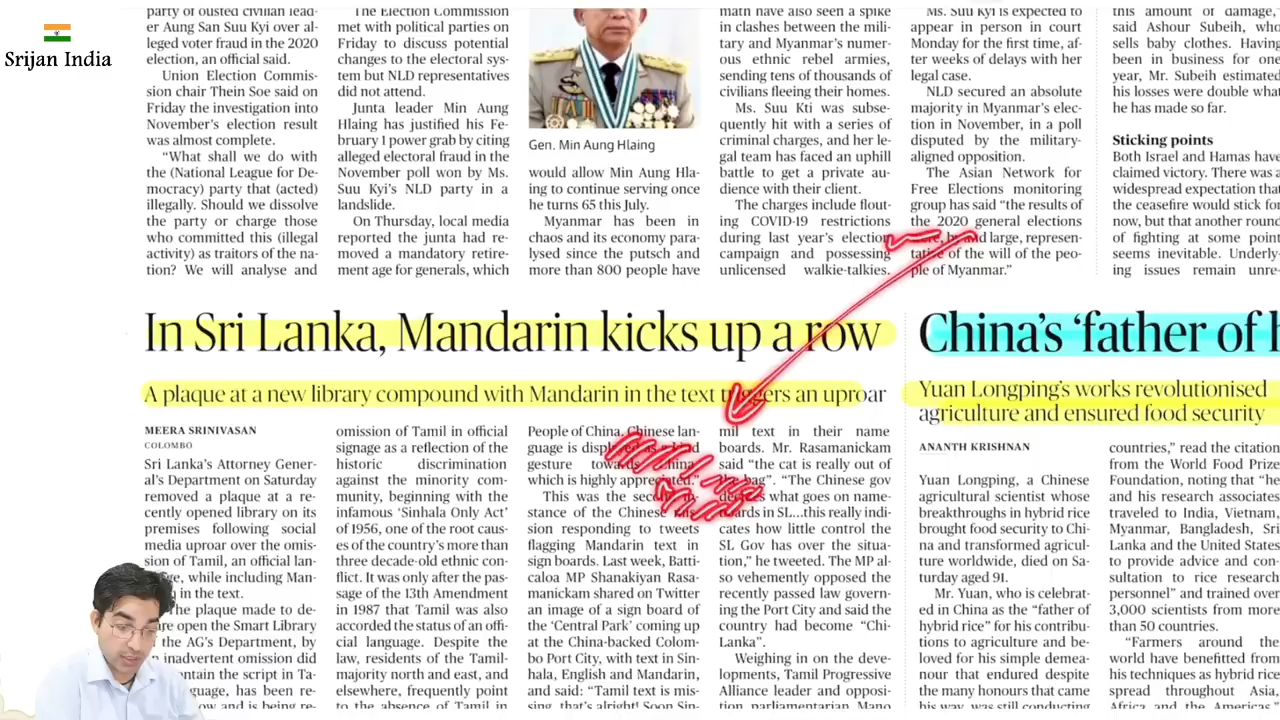 Srijan India
party of ousted civilian lead-
er Aung San Suu Kyi over al-
leged voter fraud in the 2020
election, an official said.
Union Election Commis-
sion chair Thein Soe said on
Friday the investigation into
November's election result
was almost complete.
"What shall we do with
the (National League for De-
mocracy) party that (acted)
illegally. Should we dissolve
the party or charge those
who committed this (illegal
activity) as traitors of the na-
tion? We will analyse and
The Election Commission
met with political parties on
Friday to discuss potential
changes to the electoral sys-
tem but NLD representatives
did not attend.
Junta leader Min Aung
Hlaing has justified his Fe-
bruary 1 power grab by citing
alleged electoral fraud in the
November poll won by Ms.
Suu Kyi's NLD party in a
landslide.
On Thursday, local media
reported the junta had re-
moved a mandatory retire-
ment age for generals, which
Gen. Min Aung Hlaing
would allow Min Aung Hla-
ing to continue serving once
he turns 65 this July.
Myanmar has been in
chaos and its economy para-
lysed since the putsch and
more than 800 people have
math have also seen a spike
in clashes between the mili-
tary and Myanmar's numer-
ous ethnic rebel armies,
sending tens of thousands of
civilians fleeing their homes.
Ms. Suu Kti was subse-
quently hit with a series of
criminal charges, and her le-
gal team has faced an uphill
battle to get a private au-
dience with their client.
The charges include flout-
ing COVID-19 restrictions
during last year's election
campaign and possessing
unlicensed walkie-talkies.
Ms. Suu Kyi is expected to
appear in person in court
Monday for the first time, af-
ter weeks of delays with her
legal case.
NLD secured an absolute
majority in Myanmar's elec-
tion in November, in a poll
disputed by the military-
aligned opposition.
The Asian Network for
Free Elections monitoring
group has said "the results of
the 2020 general elections
were, by and large, represen-
tative of the will of the peo-
ple of Myanmar."
this amount of damage,"
said Ashour Subeih, who
sells baby clothes. Having
been in business for one
year, Mr. Subeih estimated
his losses were double what
he has made so far.
Sticking points
Both Israel and Hamas have
claimed victory. There was a
widespread expectation that
the ceasefire would stick for
now, but that another round
of fighting at some point
seems inevitable. Underly-
ing issues remain unre-
In Sri Lanka, Mandarin kicks up a row
A plaque at a new library compound with Mandarin in the text triggers an uproar
MEERA SRINIVASAN
COLOMBO
Sri Lanka's Attorney Gener-
al's Department on Saturday
removed a plaque at a re-
cently opened library on its
premises following social
media uproar over the omis-
sion of Tamil, an official lan-
while including Man-
in the text.
The plaque made to de-
open the Smart Library
the AG's Department, by
inadvertent omission did
the script in Ta-
has been re-
and is being re-
omission of Tamil in official
signage as a reflection of the
historic discrimination
against the minority com-
munity, beginning with the
infamous 'Sinhala Only Act'
of 1956, one of the root caus-
es of the country's more than
three decade-old ethnic con-
flict. It was only after the pas-
sage of the 13th Amendment
in 1987 that Tamil was also
accorded the status of an offi-
cial language. Despite the
law, residents of the Tamil-
majority north and east, and
elsewhere, frequently point
to the absence of Tamil in
People of China. Chinese lan-
guage is displayed as a kind
gesture towards China,
which is highly appreciated."
This was the second in-
stance of the Chinese mis-
sion responding to tweets
flagging Mandarin text in
sign boards. Last week, Batti-
caloa MP Shanakiyan Rasa-
manickam shared on Twitter
an image of a sign board of
the 'Central Park' coming up
at the China-backed Colom-
bo Port City, with text in Sin-
hala, English and Mandarin,
and said: "Tamil text is mis-
sing, that's alright! Soon Sin-
mil text in their name
boards. Mr. Rasamanickam
said "the cat is really out of
the bag". "The Chinese gov
decides what goes on name-
boards in SL...this really indi-
cates how little control the
SL Gov has over the situa-
tion," he tweeted. The MP al-
so vehemently opposed the
recently passed law govern-
ing the Port City and said the
country had become "Chi-
Lanka".
Weighing in on the deve-
lopments, Tamil Progressive
Alliance leader and opposi-
tion parliamentarian Mano
China's 'father of h
Yuan Longping's works revolutionised
agriculture and ensured food security
ANANTH KRISHNAN
Yuan Longping, a Chinese
agricultural scientist whose
breakthroughs in hybrid rice
brought food security to Chi-
na and transformed agricul-
ture worldwide, died on Sa-
turday aged 91.
Mr. Yuan, who is celebrat-
ed in China as the "father of
hybrid rice" for his contribu-
tions to agriculture and be-
loved for his simple demea-
nour that endured despite
the many honours that came
his way, was still conducting
countries," read the citation
from the World Food Prize
Foundation, noting that "he
and his research associates
traveled to India, Vietnam,
Myanmar, Bangladesh, Sri
Lanka and the United States
to provide advice and con-
sultation to rice research
personnel" and trained over
3,000 scientists from more
than 50 countries.
"Farmers around the
world have benefitted from
his techniques as hybrid rice
spread throughout Asia,
Africa and the Americas,"